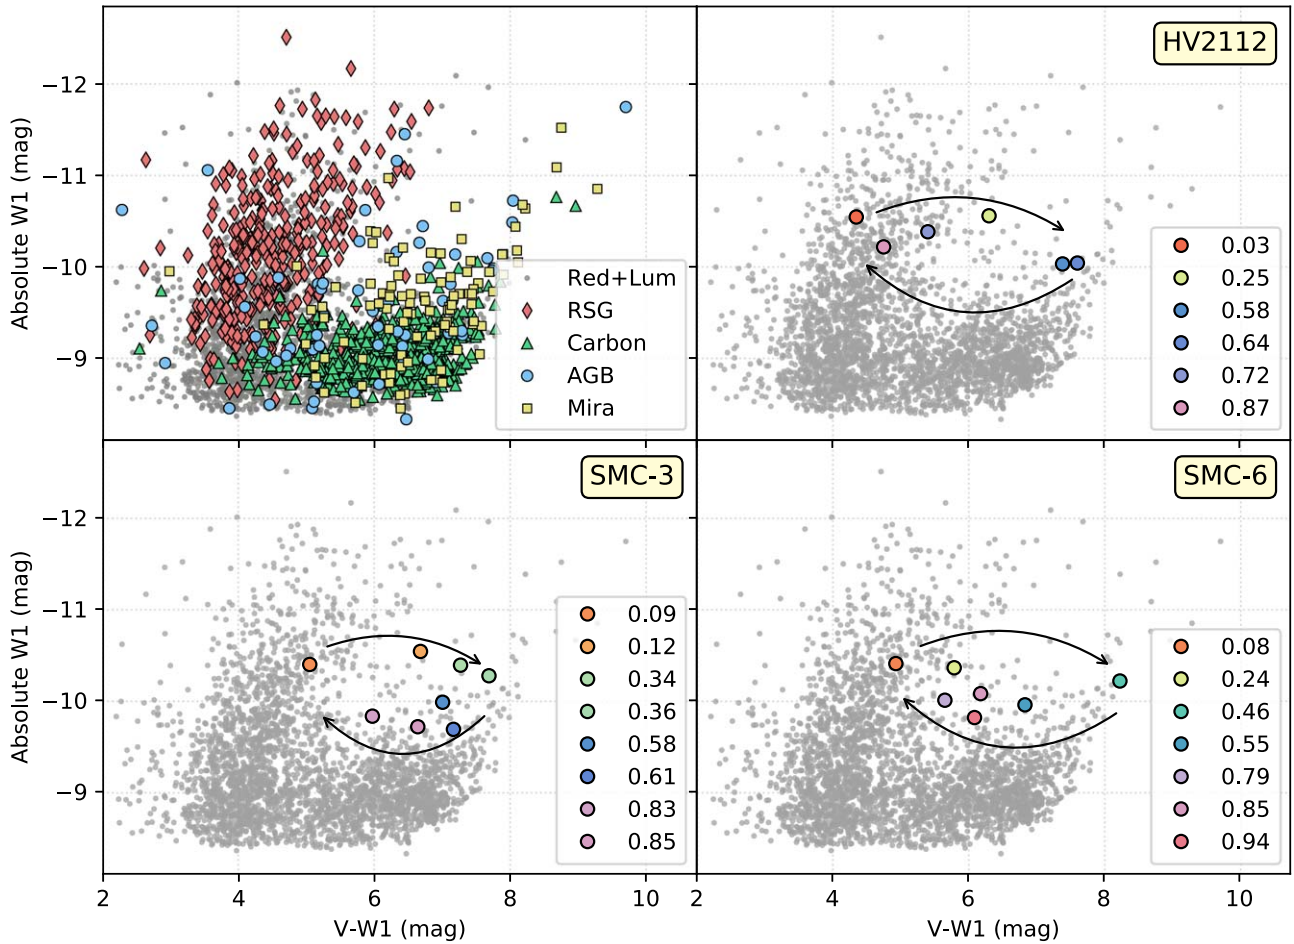 −12
−11
−10
−9
Absolute W1 (mag)
Red+Lum
RSG
Carbon
AGB
Mira
HV2112
0.03
0.25
0.58
0.64
0.72
0.87
−12
−11
−10
−9
Absolute W1 (mag)
SMC-3
0.09
0.12
0.34
0.36
0.58
0.61
0.83
0.85
2 4 6 8 10
V-W1 (mag)
SMC-6
0.08
0.24
0.46
0.55
0.79
0.85
0.94
2 4 6 8 10
V-W1 (mag)